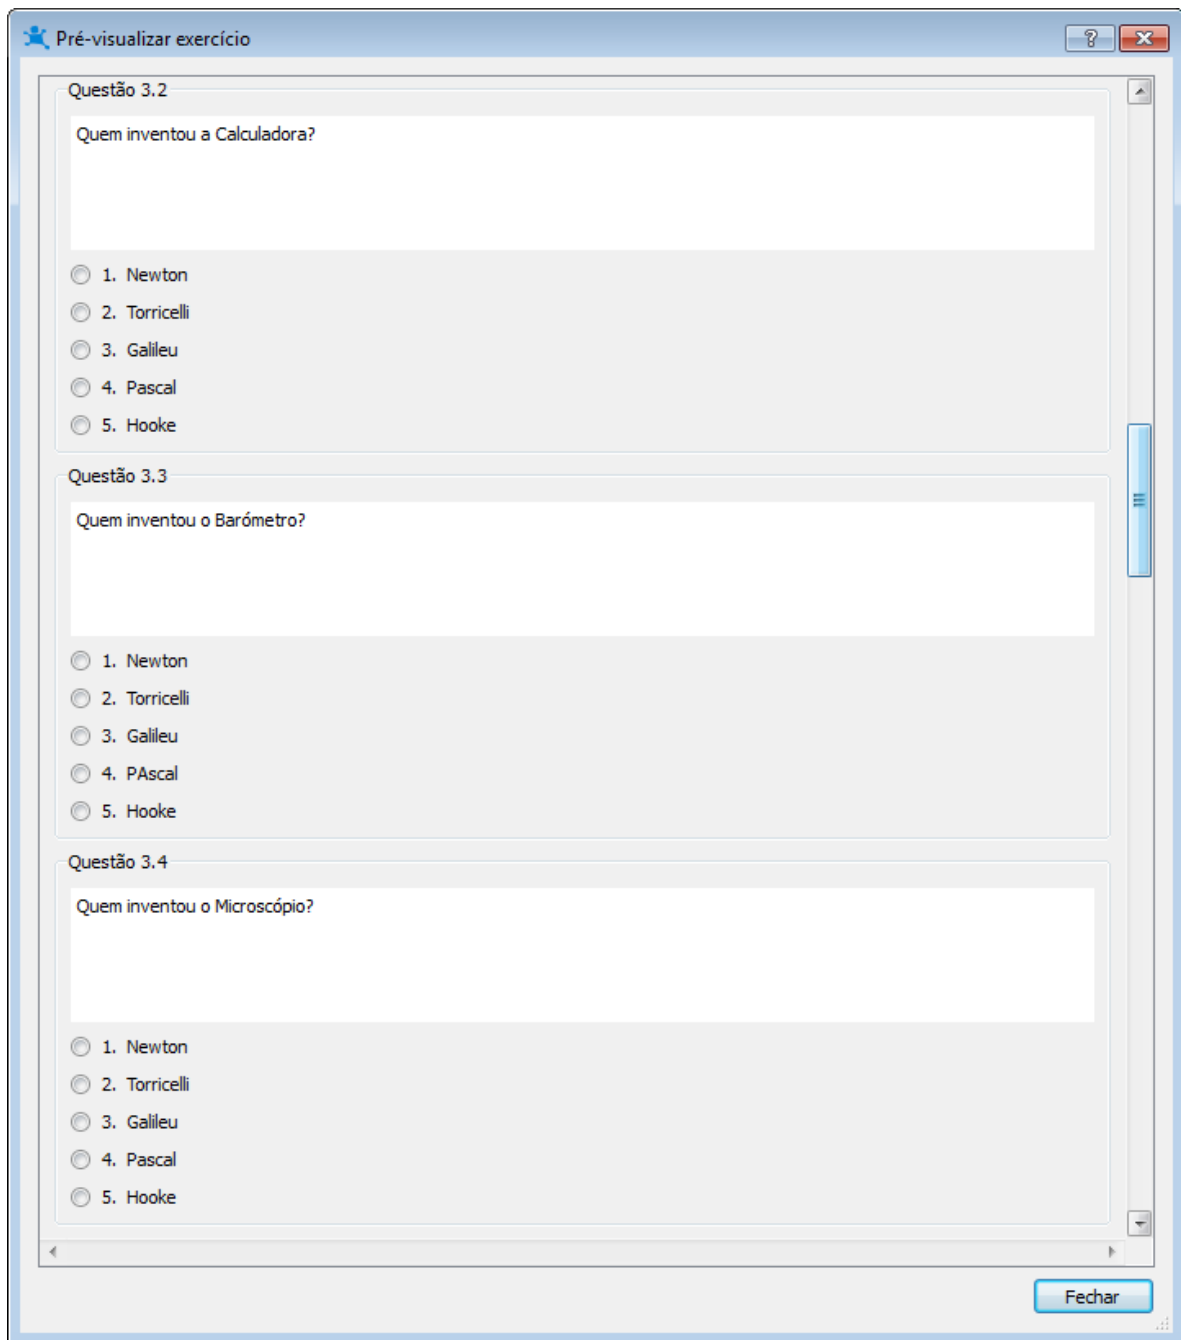 Pré-visualizar exercício
Questão 3.2
Quem inventou a Calculadora?
1. Newton
2. Torricelli
3. Galileu
4. Pascal
5. Hooke
Questão 3.3
Quem inventou o Barómetro?
1. Newton
2. Torricelli
3. Galileu
4. PAscal
5. Hooke
Questão 3.4
Quem inventou o Microscópio?
1. Newton
2. Torricelli
3. Galileu
4. Pascal
5. Hooke
Fechar